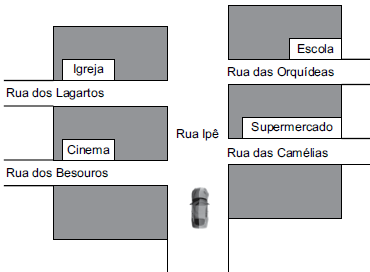 Escola
Igreja
Rua das Orquídeas
Rua dos Lagartos
Supermercado
Rua Ipê
Cinema
Rua das Camélias
Rua dos Besouros